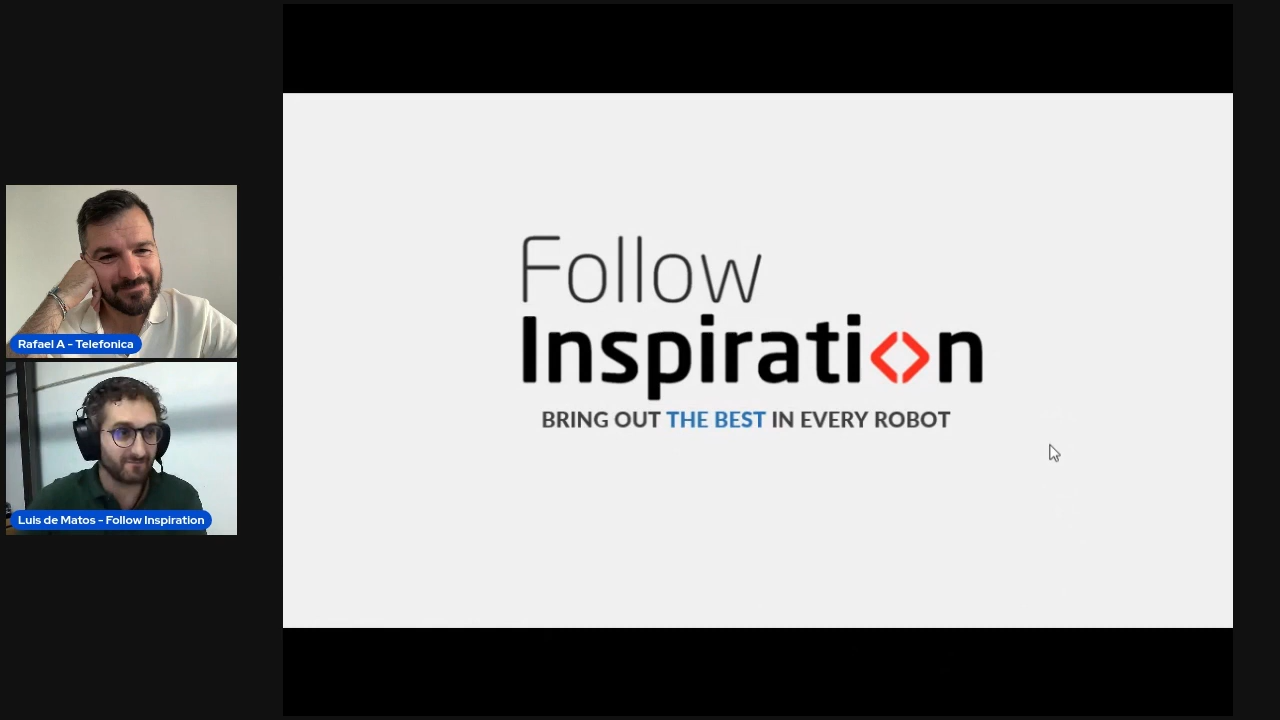 Rafael A - Telefonica
Luis de Matos - Follow Inspiration
Follow
Inspiration
BRING OUT THE BEST IN EVERY ROBOT